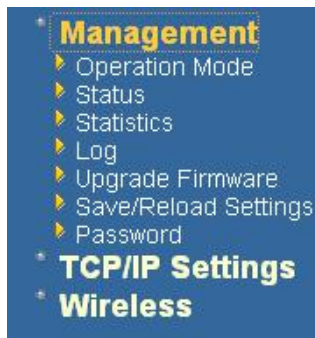 Management
Operation Mode
Status
Statistics
Log
Upgrade Firmware
Save/Reload Settings
Password
TCP/IP Settings
Wireless